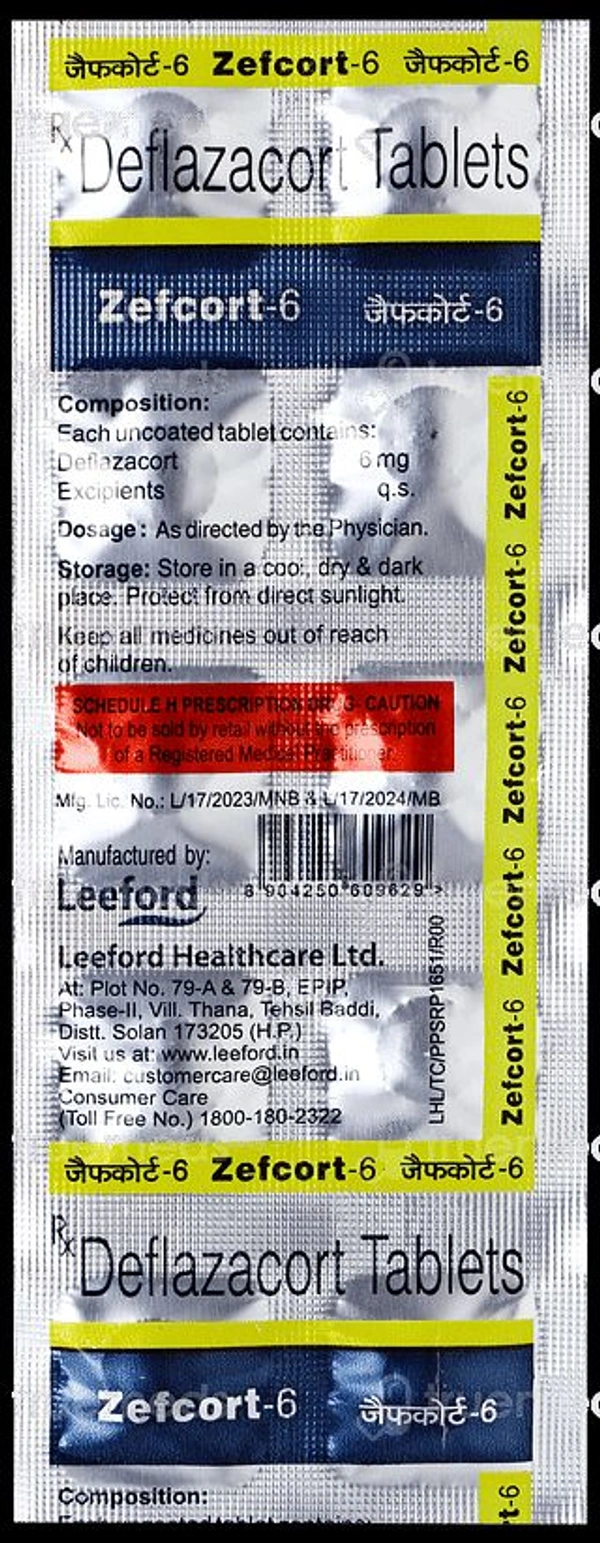 जैफकोर्ट-6 Zefcort-6 जैफकोर्ट-6
Rx Deflazacort Tablets
Zefcort-6 जैफकोर्ट-6
Composition:
Each uncoated tablet contains:
Deflazacort 6 mg
Excipients q.s.
Dosage: As directed by the Physician.
Storage: Store in a cool, dry & dark
place. Protect from direct sunlight.
Keep all medicines out of reach
of children.
SCHEDULE H PRESCRIPTION DRUG- CAUTION
Not to be sold by retail without the prescription
of a Registered Medical Practitioner.
Mfg. Lic. No.: L/17/2023/MNB & L/17/2024/MB
Manufactured by:
8 904250 609629 >
Leeford
Leeford Healthcare Ltd.
At: Plot No. 79-A & 79-B, EPIP,
Phase-II, Vill. Thana, Tehsil Baddi,
Distt. Solan 173205 (H.P.)
Visit us at: www.leeford.in
Email: customercare@leeford.in
Consumer Care
(Toll Free No.) 1800-180-2322
LHL/TC/PPSRP1651/R00
Zefcort-6 Zefcort-6 Zefcort-6 Zefcort-6 Zefcort-6
जैफकोर्ट-6 Zefcort-6 जैफकोर्ट-6
Rx Deflazacort Tablets
Zefcort-6 जैफकोर्ट-6
Composition: